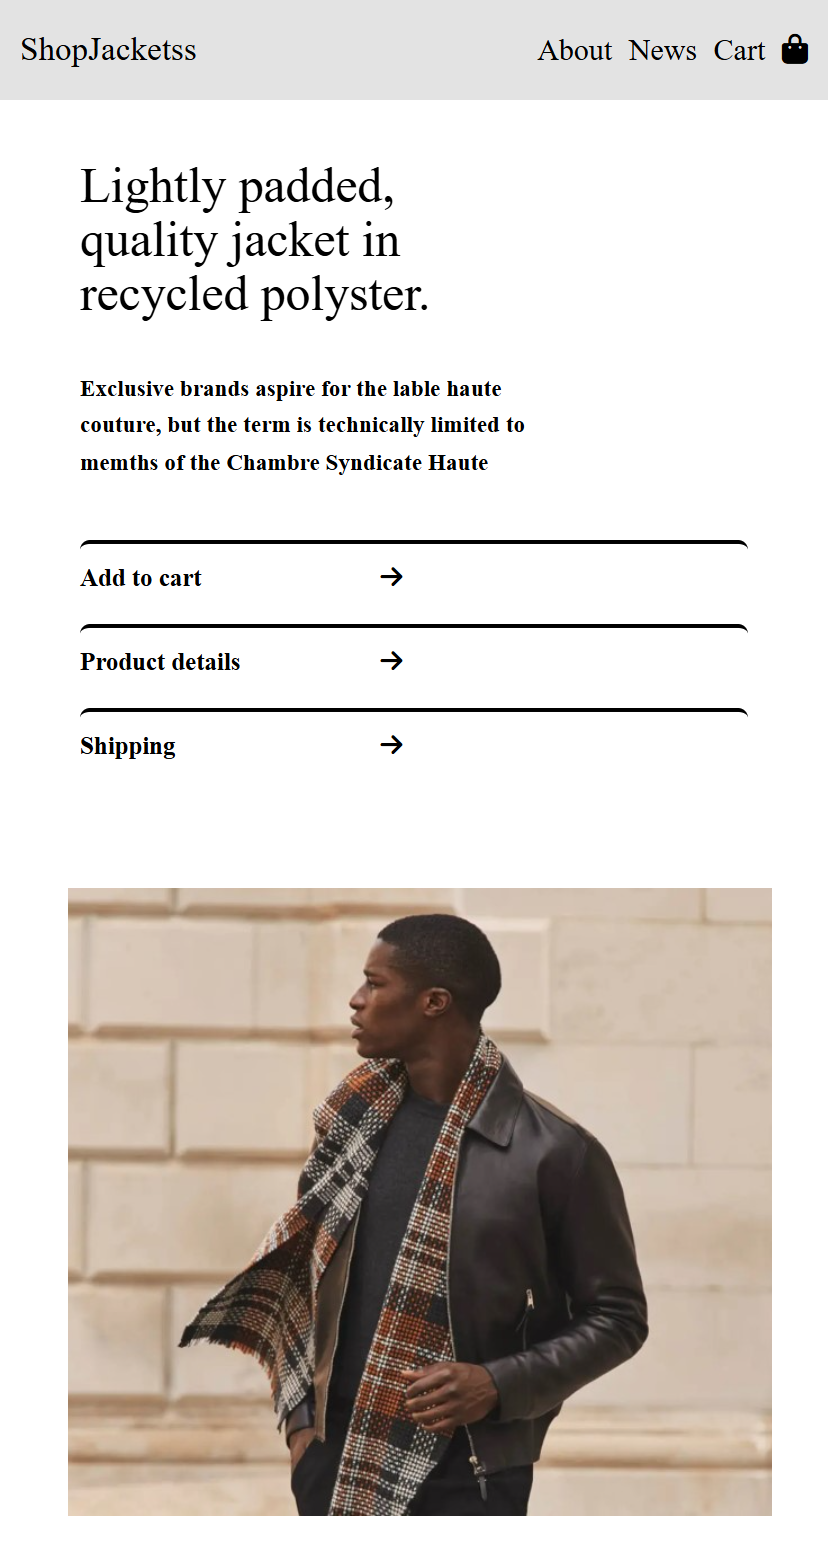 ShopJacketss
About News Cart
Lightly padded,
quality jacket in
recycled polyster.
Exclusive brands aspire for the lable haute
couture, but the term is technically limited to
memths of the Chambre Syndicate Haute
Add to cart
Product details
Shipping